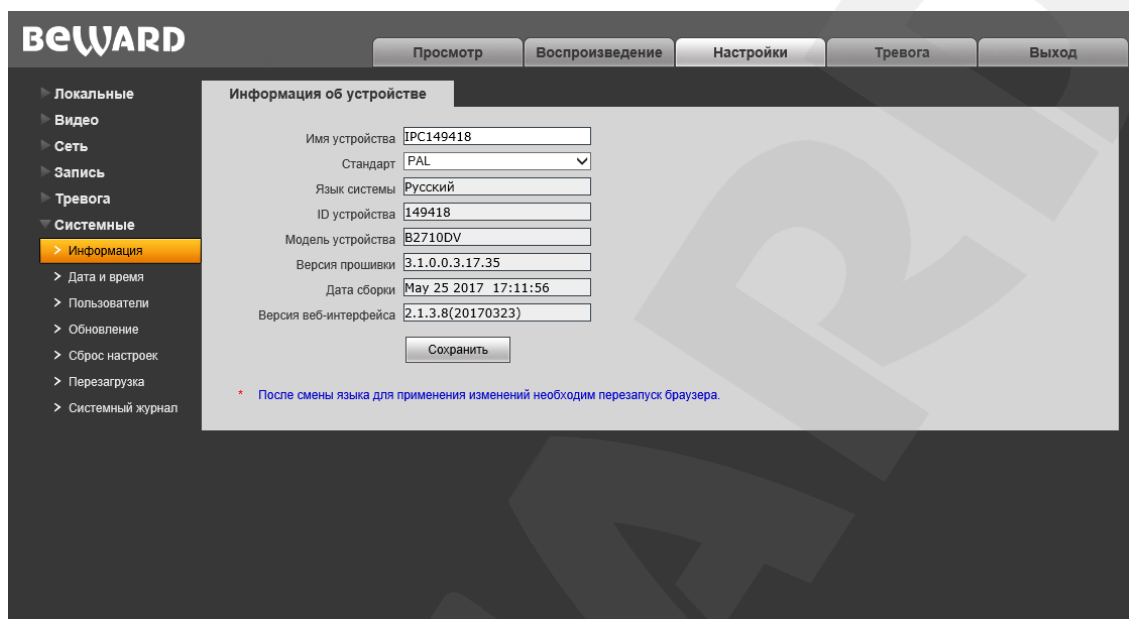 BEWARD
Просмотр
Воспроизведение
Настройки
Тревога
Выход
Локальные
Видео
Сеть
Запись
Тревога
Системные
> Информация
> Дата и время
> Пользователи
> Обновление
> Сброс настроек
> Перезагрузка
> Системный журнал
Информация об устройстве
Имя устройства IPC149418
Стандарт PAL
Язык системы Русский
ID устройства 149418
Модель устройства B2710DV
Версия прошивки 3.1.0.0.3.17.35
Дата сборки May 25 2017 17:11:56
Версия веб-интерфейса 2.1.3.8(20170323)
Сохранить
* После смены языка для применения изменений необходим перезапуск браузера.